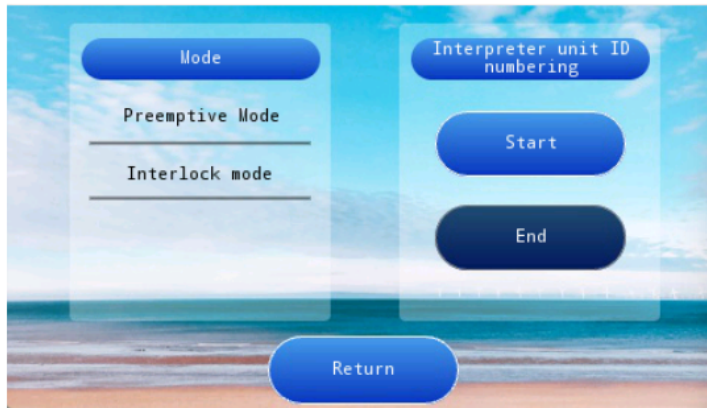 Mode
Preemptive Mode
Interlock mode
Interpreter unit ID
numbering
Start
End
Return